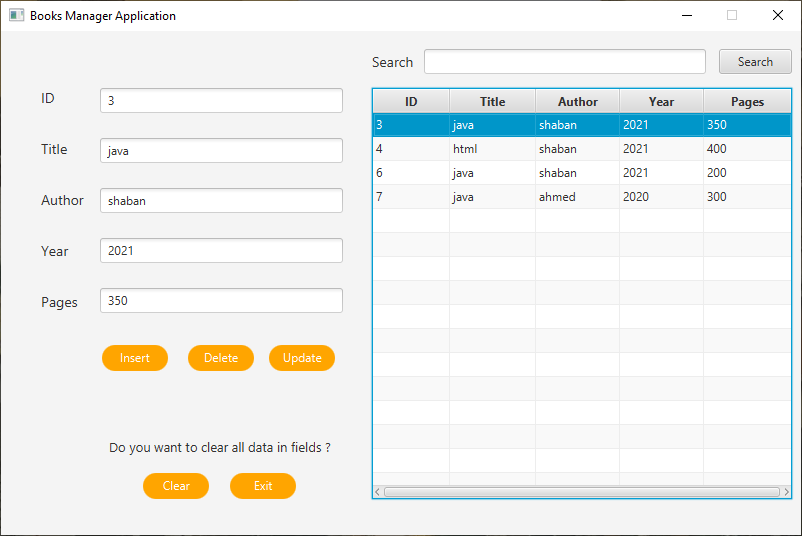 Books Manager Application
Search Search
ID 3
Title java
Author shaban
Year 2021
Pages 350
Insert Delete Update
Do you want to clear all data in fields ?
Clear Exit
ID Title Author Year Pages
3 java shaban 2021 350
4 html shaban 2021 400
6 java shaban 2021 200
7 java ahmed 2020 300